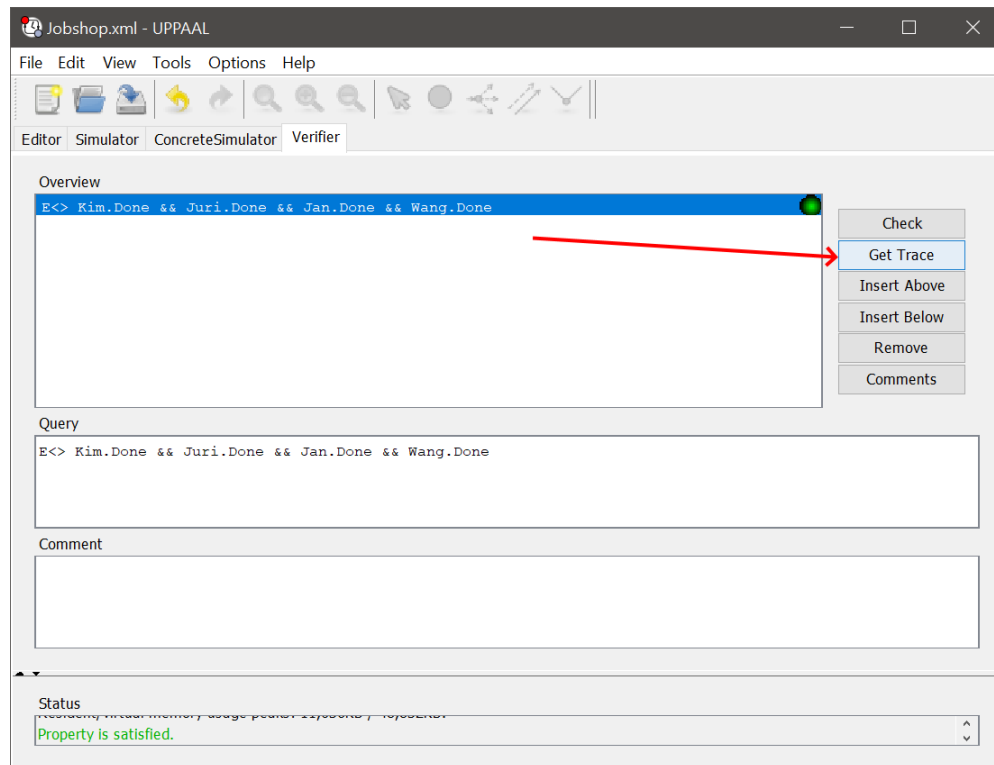 Jobshop.xml - UPPAAL
File Edit View Tools Options Help
Editor Simulator ConcreteSimulator Verifier
Overview
E<> Kim.Done && Juri.Done && Jan.Done && Wang.Done
Check
Get Trace
Insert Above
Insert Below
Remove
Comments
Query
E<> Kim.Done && Juri.Done && Jan.Done && Wang.Done
Comment
Status
Property is satisfied.